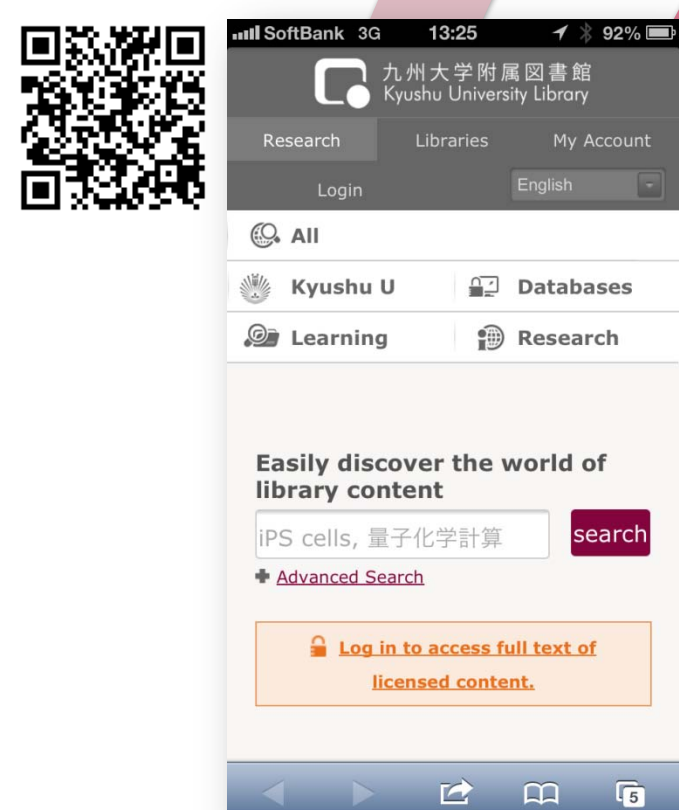 SoftBank 3G 13:25 92%
九州大学附属図書館
Kyushu University Library
Research Libraries My Account
Login English
All
Kyushu U Databases
Learning Research
Easily discover the world of
library content
iPS cells, 量子化学計算 search
Advanced Search
Log in to access full text of
licensed content.
5